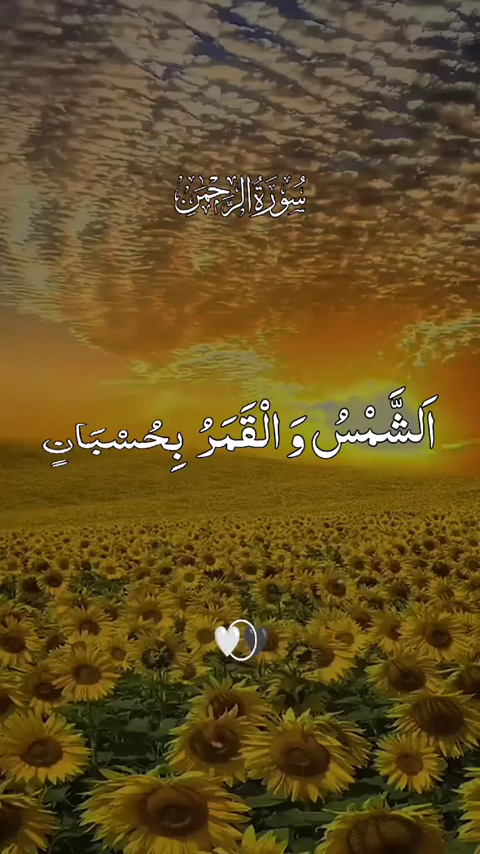 سُورَةُ الرَّحْمَنِ
اَلشَّمْسُ وَ الْقَمَرُ بِحُسْبَانٍ